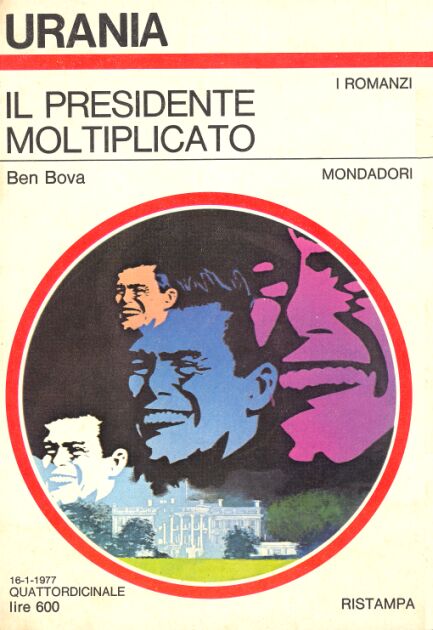 URANIA
I ROMANZI
IL PRESIDENTE
MOLTIPLICATO
Ben Bova
MONDADORI
16-1-1977
QUATTORDICINALE
lire 600
RISTAMPA